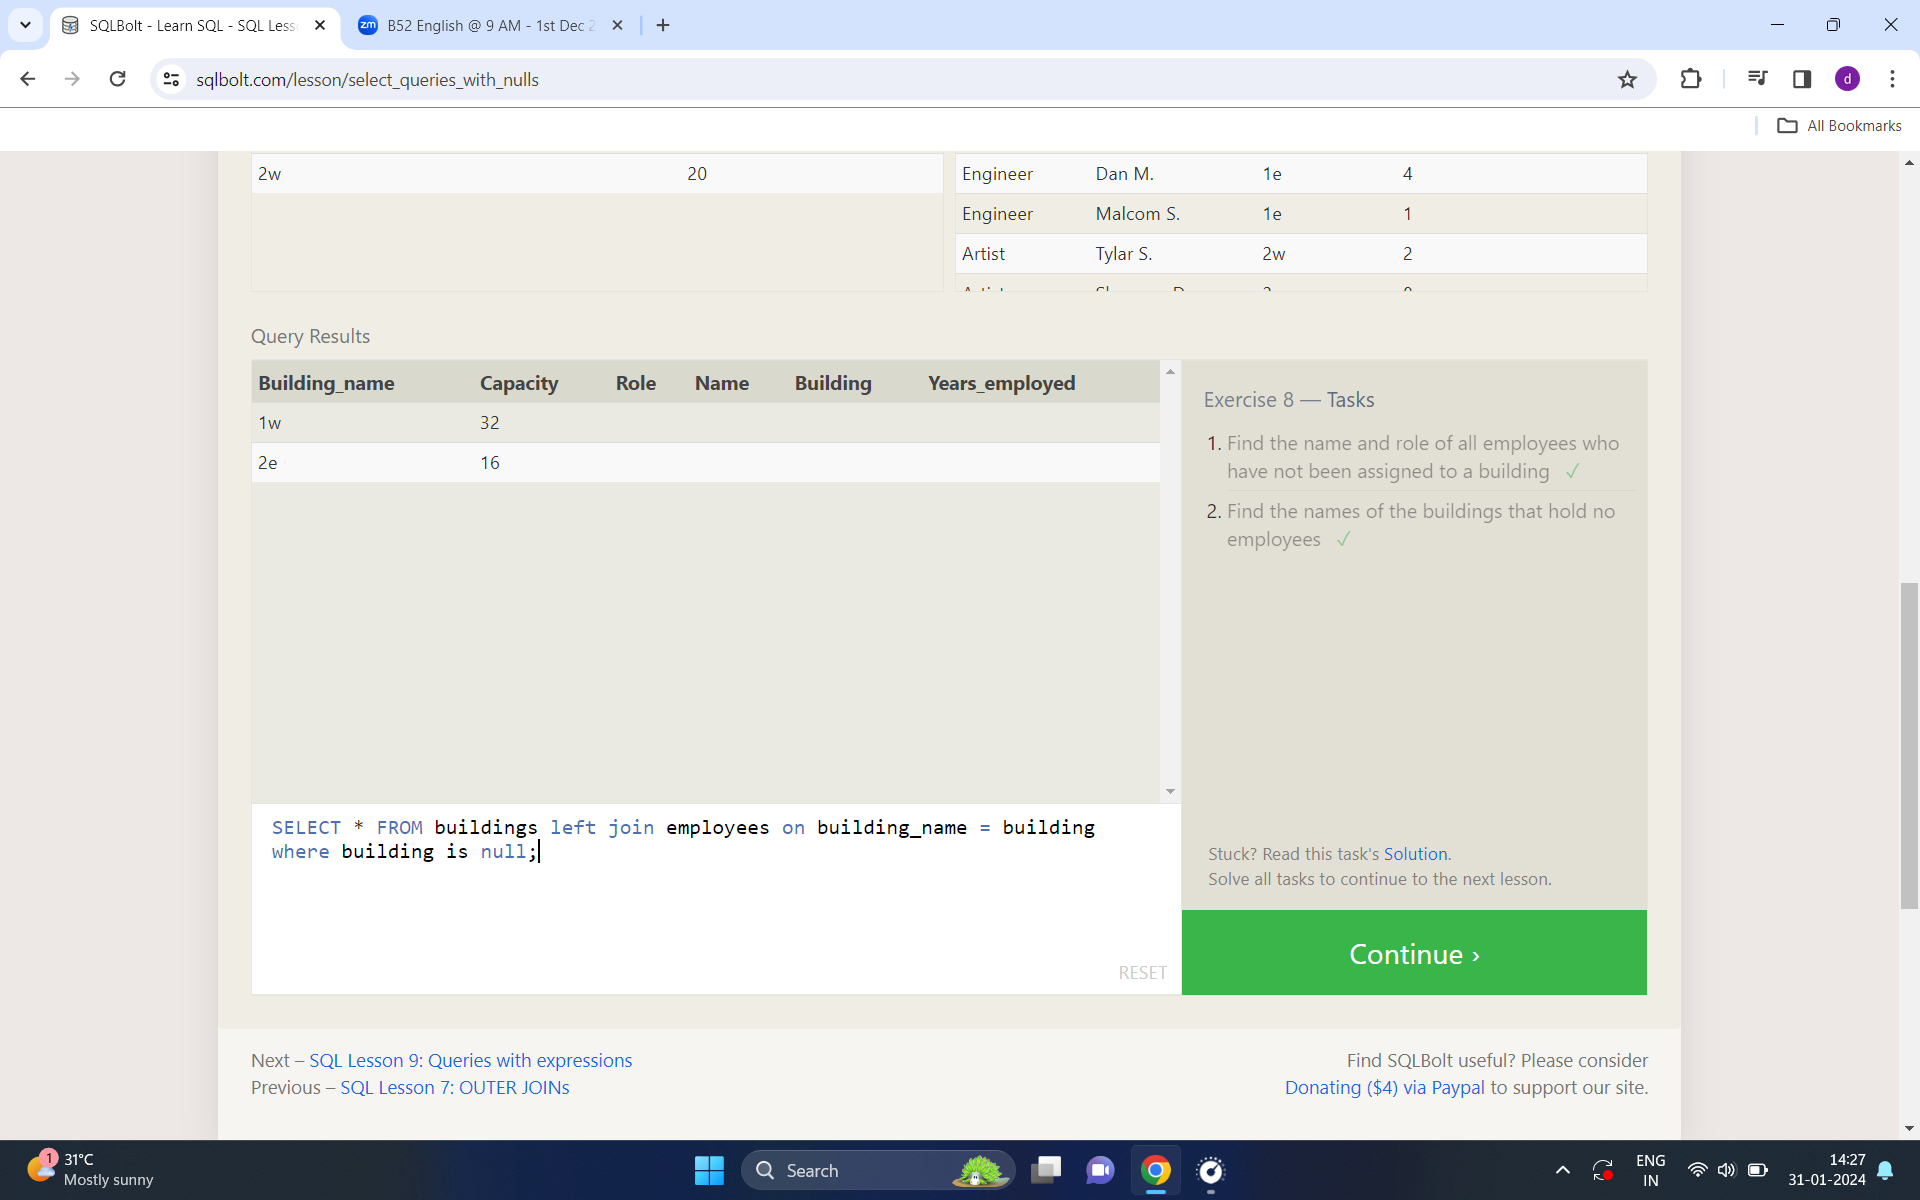 SQLBolt - Learn SQL - SQL Less
zm B52 English @ 9 AM - 1st Dec 2
sqlbolt.com/lesson/select_queries_with_nulls
d
All Bookmarks
2w 20
Engineer Dan M. 1e 4
Engineer Malcom S. 1e 1
Artist Tylar S. 2w 2
Query Results
Building_name Capacity Role Name Building Years_employed
1w 32
2e 16
Exercise 8 — Tasks
1. Find the name and role of all employees who
have not been assigned to a building ✓
2. Find the names of the buildings that hold no
employees ✓
SELECT * FROM buildings left join employees on building_name = building
where building is null;
RESET
Stuck? Read this task's Solution.
Solve all tasks to continue to the next lesson.
Continue ›
Next – SQL Lesson 9: Queries with expressions
Previous – SQL Lesson 7: OUTER JOINs
Find SQLBolt useful? Please consider
Donating ($4) via Paypal to support our site.
1
31°C
Mostly sunny
Search
ENG
IN
14:27
31-01-2024